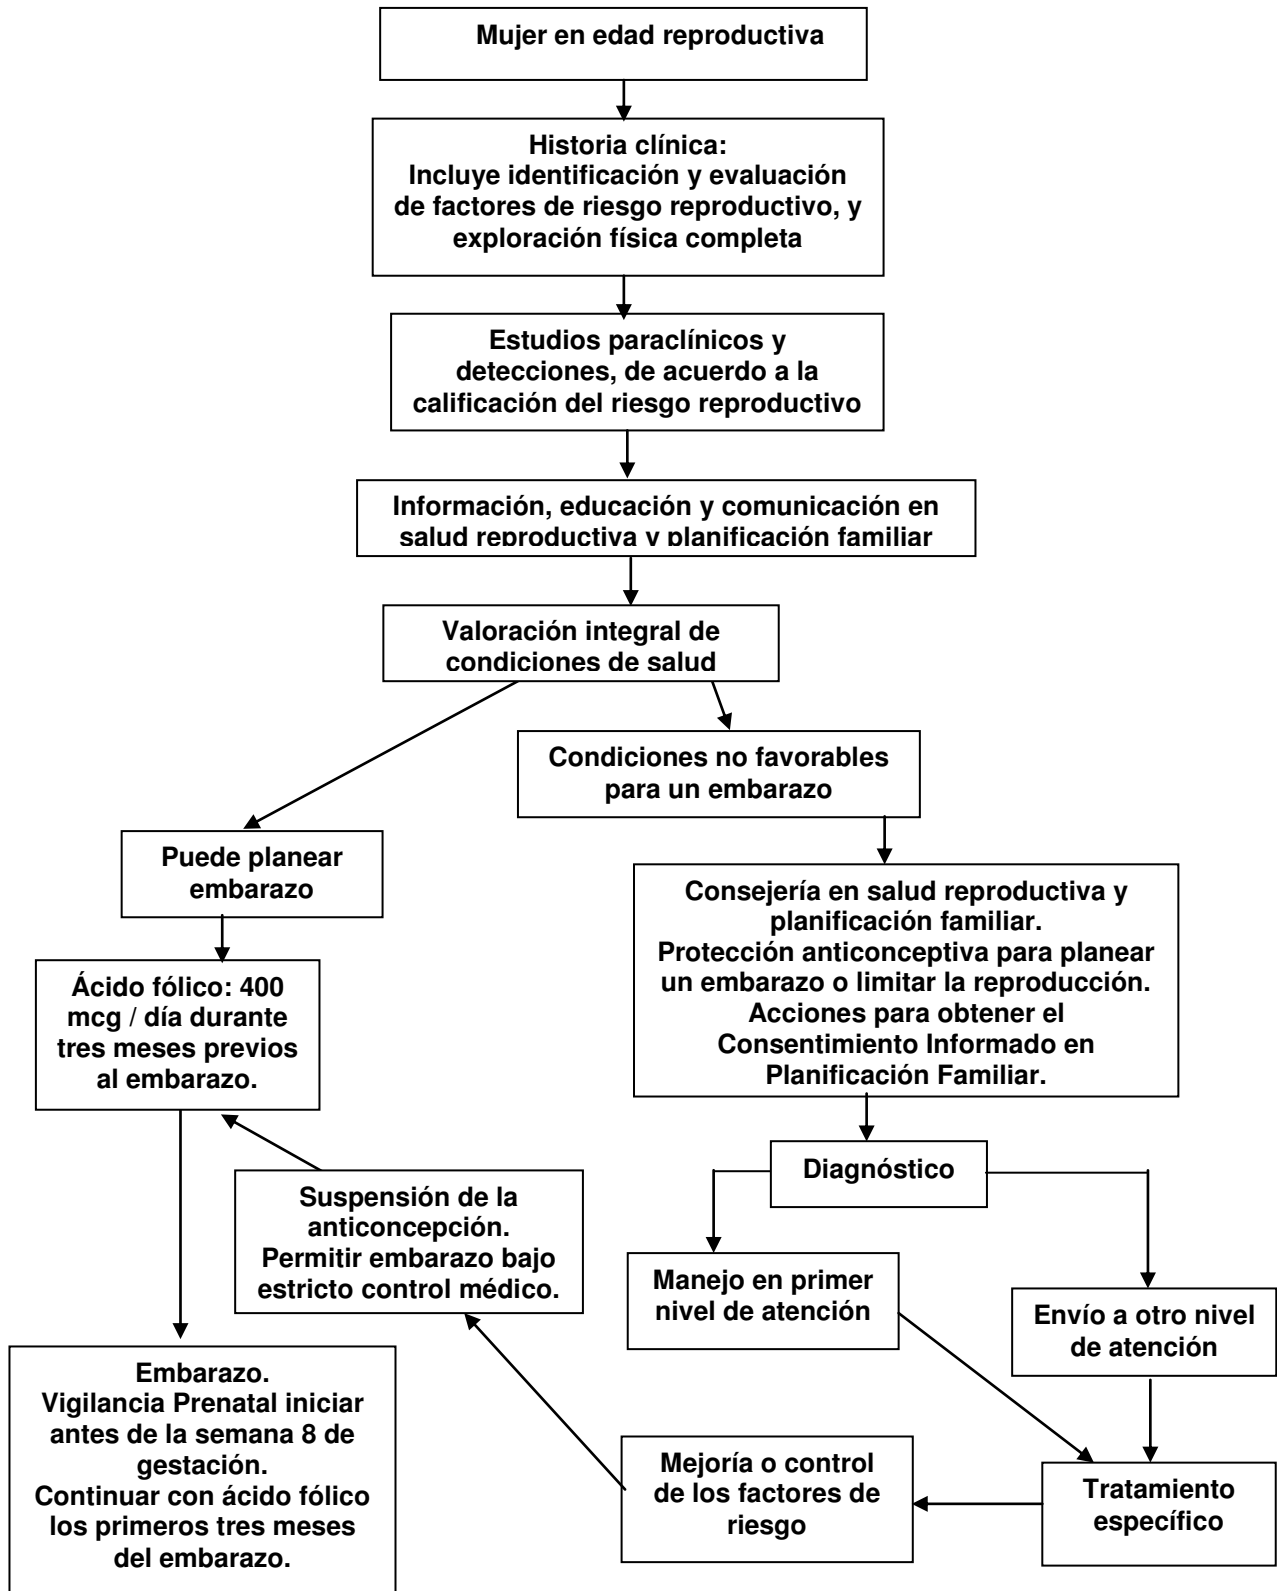 Mujer en edad reproductiva
Historia clínica:
Incluye identificación y evaluación
de factores de riesgo reproductivo, y
exploración física completa
Estudios paraclínicos y
detecciones, de acuerdo a la
calificación del riesgo reproductivo
Información, educación y comunicación en
salud reproductiva y planificación familiar
Valoración integral de
condiciones de salud
Condiciones no favorables
para un embarazo
Puede planear
embarazo
Consejería en salud reproductiva y
planificación familiar.
Protección anticonceptiva para planear
un embarazo o limitar la reproducción.
Acciones para obtener el
Consentimiento Informado en
Planificación Familiar.
Ácido fólico: 400
mcg / día durante
tres meses previos
al embarazo.
Diagnóstico
Suspensión de la
anticoncepción.
Permitir embarazo bajo
estricto control médico.
Manejo en primer
nivel de atención
Envío a otro nivel
de atención
Embarazo.
Vigilancia Prenatal iniciar
antes de la semana 8 de
gestación.
Continuar con ácido fólico
los primeros tres meses
del embarazo.
Mejoría o control
de los factores de
riesgo
Tratamiento
específico